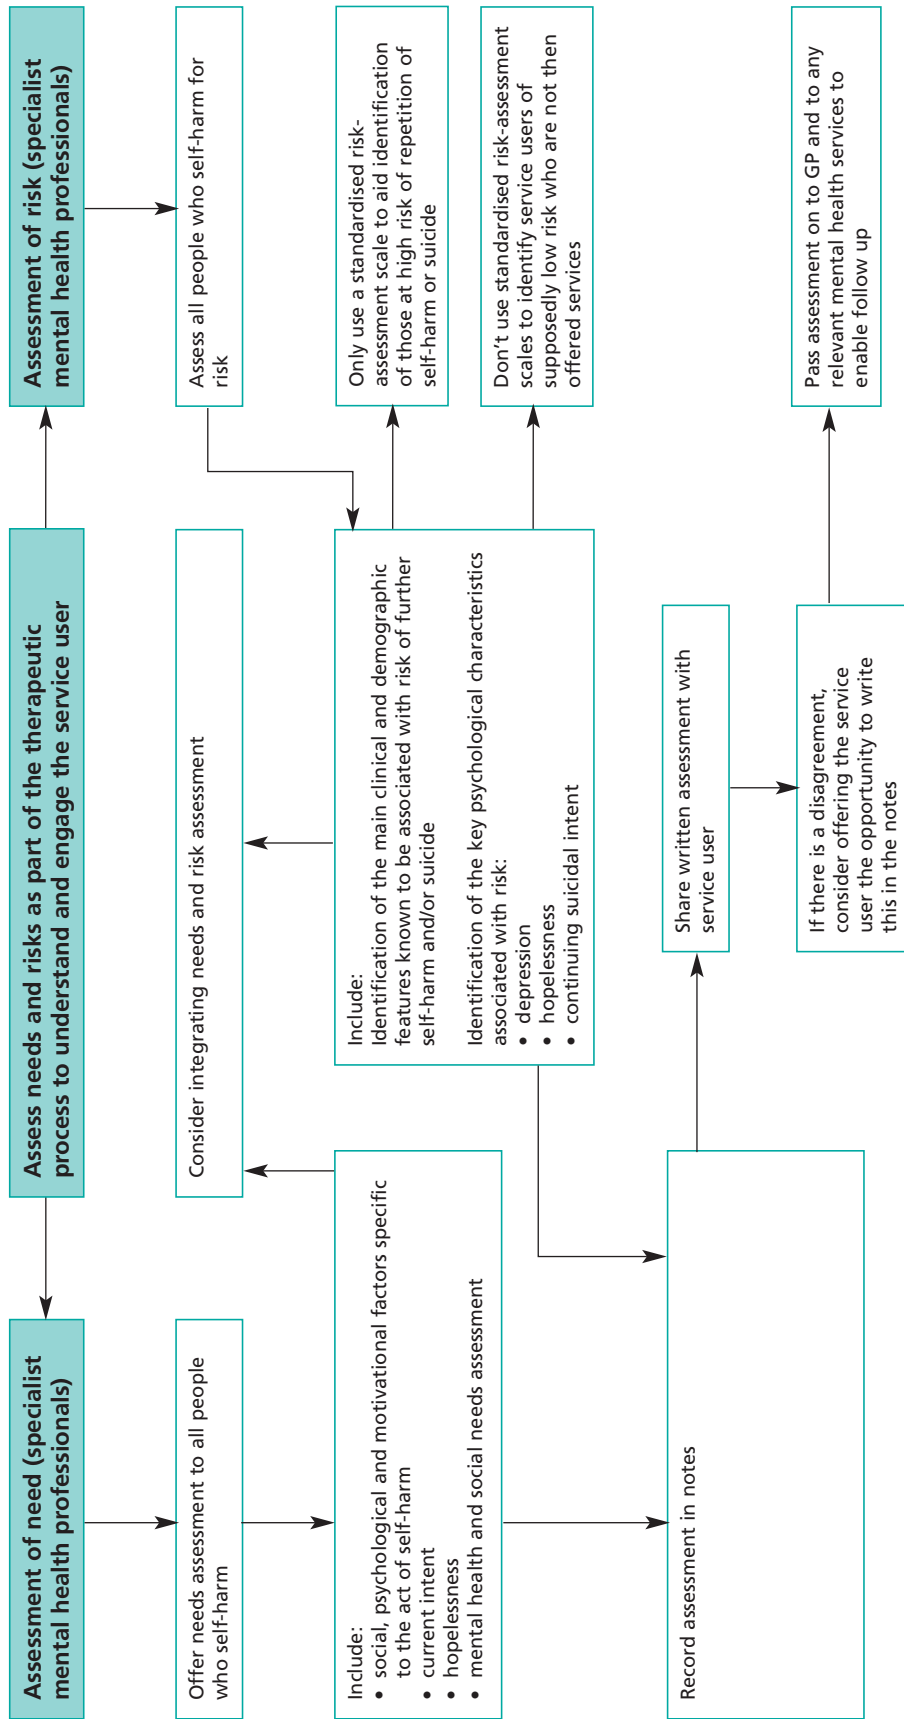 Assessment of need (specialist
mental health professionals)
Assess needs and risks as part of the therapeutic
process to understand and engage the service user
Assessment of risk (specialist
mental health professionals)
Offer needs assessment to all people
who self-harm
Consider integrating needs and risk assessment
Assess all people who self-harm for
risk
Include:
• social, psychological and motivational factors specific
to the act of self-harm
• current intent
• hopelessness
• mental health and social needs assessment
Include:
Identification of the main clinical and demographic
features known to be associated with risk of further
self-harm and/or suicide
Identification of the key psychological characteristics
associated with risk:
• depression
• hopelessness
• continuing suicidal intent
Only use a standardised risk-
assessment scale to aid identification
of those at high risk of repetition of
self-harm or suicide
Don't use standardised risk-assessment
scales to identify service users of
supposedly low risk who are not then
offered services
Record assessment in notes
Share written assessment with
service user
If there is a disagreement,
consider offering the service
user the opportunity to write
this in the notes
Pass assessment on to GP and to any
relevant mental health services to
enable follow up